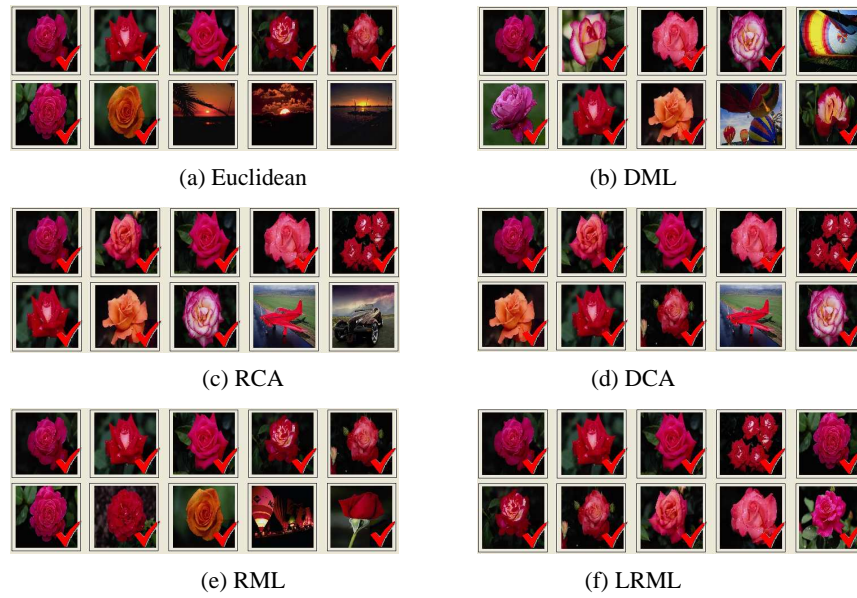 (a) Euclidean
(b) DML
(c) RCA
(d) DCA
(e) RML
(f) LRML